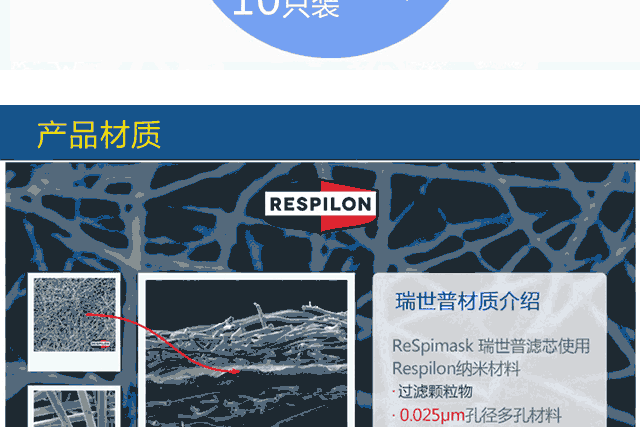 10只装
产品材质
RESPILON
瑞世普材质介绍
ReSpimask 瑞世普滤芯使用
Respilon纳米材料
·过滤颗粒物
·0.025μm孔径多孔材料